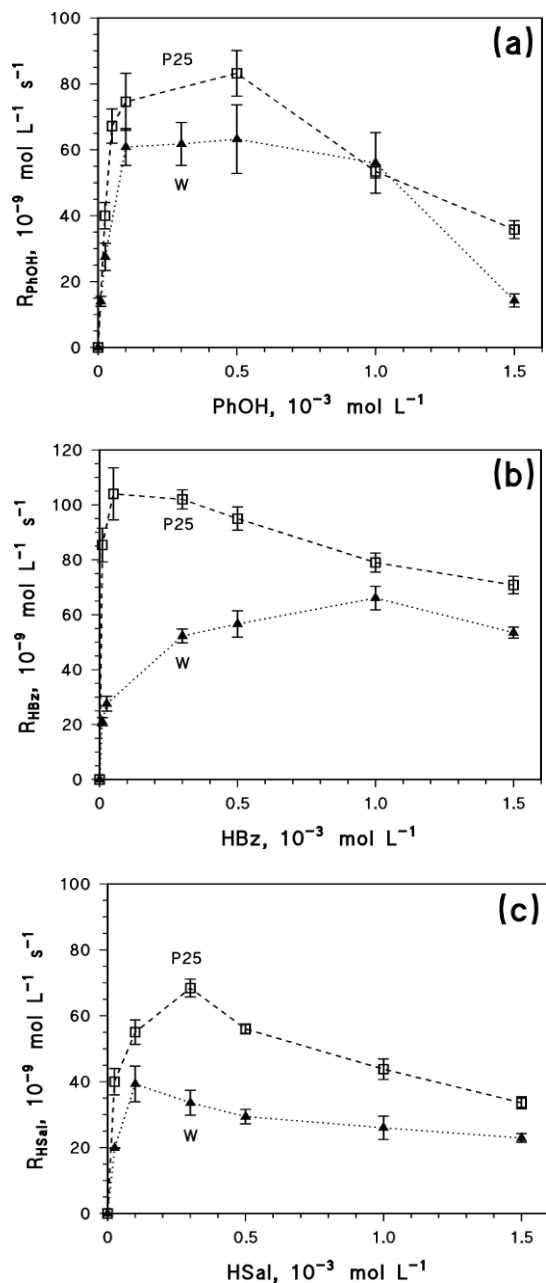 (a)
100
80
60
40
20
0
P25
W
R_PhOH, 10⁻⁹ mol L⁻¹ s⁻¹
0 0.5 1.0 1.5
PhOH, 10⁻³ mol L⁻¹
(b)
120
100
80
60
40
20
0
P25
W
R_HBz, 10⁻⁹ mol L⁻¹ s⁻¹
0 0.5 1.0 1.5
HBz, 10⁻³ mol L⁻¹
(c)
100
80
60
40
20
0
P25
W
R_HSal, 10⁻⁹ mol L⁻¹ s⁻¹
0 0.5 1.0 1.5
HSal, 10⁻³ mol L⁻¹